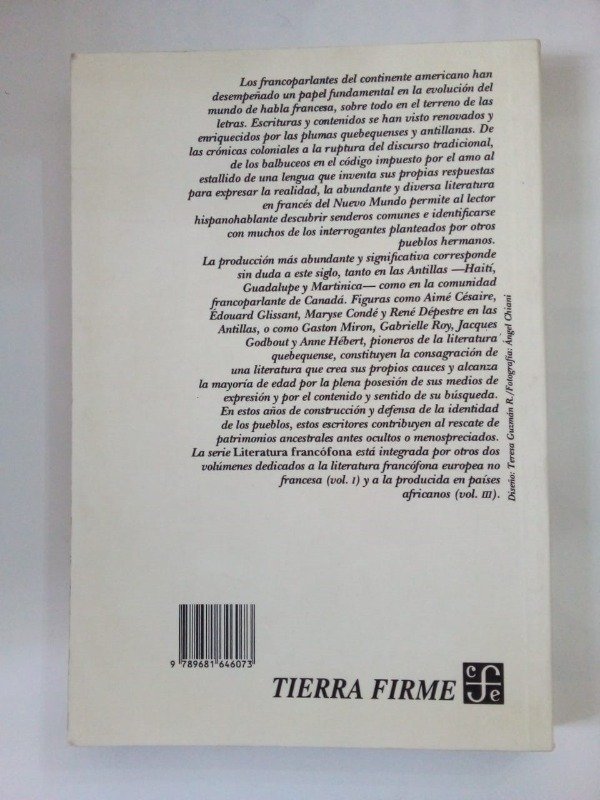 Los francoparlantes del continente americano han
desempeñado un papel fundamental en la evolución del
mundo de habla francesa, sobre todo en el terreno de las
letras. Escrituras y contenidos se han visto renovados y
enriquecidos por las plumas quebequenses y antillanas. De
las crónicas coloniales a la ruptura del discurso tradicional,
de los balbuceos en el código impuesto por el amo al
estallido de una lengua que inventa sus propias respuestas
para expresar la realidad, la abundante y diversa literatura
en francés del Nuevo Mundo permite al lector
hispanohablante descubrir senderos comunes e identificarse
con muchos de los interrogantes planteados por otros
pueblos hermanos.
La producción más abundante y significativa corresponde
sin duda a este siglo, tanto en las Antillas —Haití,
Guadalupe y Martinica— como en la comunidad
francoparlante de Canadá. Figuras como Aimé Césaire,
Édouard Glissant, Maryse Condé y René Dépestre en las
Antillas, o como Gaston Miron, Gabrielle Roy, Jacques
Godbout y Anne Hébert, pioneros de la literatura
quebequense, constituyen la consagración de
una literatura que crea sus propios cauces y alcanza
la mayoría de edad por la plena posesión de sus medios de
expresión y por el contenido y sentido de su búsqueda.
En estos años de construcción y defensa de la identidad
de los pueblos, estos escritores contribuyen al rescate de
patrimonios ancestrales antes ocultos o menospreciados.
La serie Literatura francófona está integrada por otros dos
volúmenes dedicados a la literatura francófona europea no
francesa (vol. I) y a la producida en países
africanos (vol. III).
Diseño: Teresa Guzmán R./Fotografía: Ángel Chiani
9 789681 646073
TIERRA FIRME
cfe